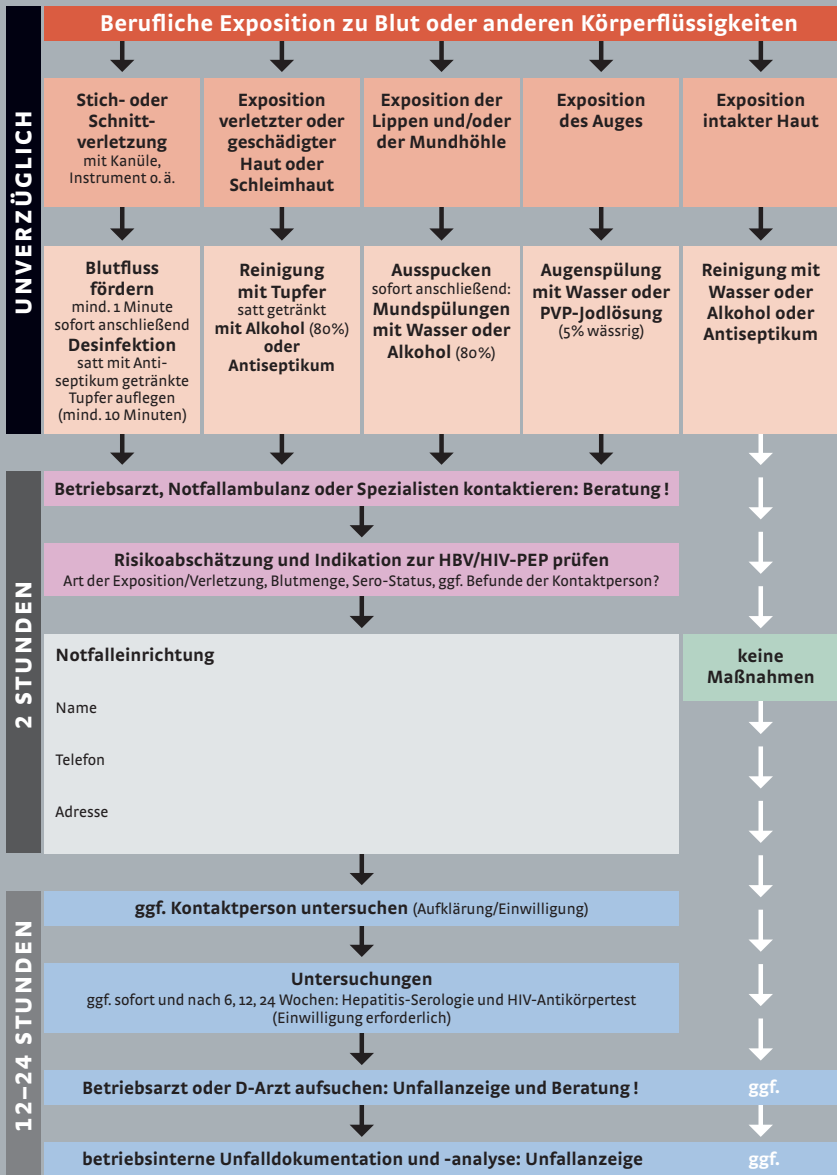 Berufliche Exposition zu Blut oder anderen Körperflüssigkeiten
UNVERZÜGLICH
Stich- oder
Schnitt-
verletzung
mit Kanüle,
Instrument o. ä.
Exposition
verletzter oder
geschädigter
Haut oder
Schleimhaut
Exposition der
Lippen und/oder
der Mundhöhle
Exposition
des Auges
Exposition
intakter Haut
Blutfluss
fördern
mind. 1 Minute
sofort anschließend
Desinfektion
satt mit Anti-
septikum getränkte
Tupfer auflegen
(mind. 10 Minuten)
Reinigung
mit Tupfer
satt getränkt
mit Alkohol (80%)
oder
Antiseptikum
Ausspucken
sofort anschließend:
Mundspülungen
mit Wasser oder
Alkohol (80%)
Augenspülung
mit Wasser oder
PVP-Jodlösung
(5% wässrig)
Reinigung mit
Wasser oder
Alkohol oder
Antiseptikum
2 STUNDEN
Betriebsarzt, Notfallambulanz oder Spezialisten kontaktieren: Beratung!
Risikoabschätzung und Indikation zur HBV/HIV-PEP prüfen
Art der Exposition/Verletzung, Blutmenge, Sero-Status, ggf. Befunde der Kontaktperson?
Notfalleinrichtung
Name
Telefon
Adresse
keine
Maßnahmen
12–24 STUNDEN
ggf. Kontaktperson untersuchen (Aufklärung/Einwilligung)
Untersuchungen
ggf. sofort und nach 6, 12, 24 Wochen: Hepatitis-Serologie und HIV-Antikörpertest
(Einwilligung erforderlich)
Betriebsarzt oder D-Arzt aufsuchen: Unfallanzeige und Beratung! ggf.
betriebsinterne Unfalldokumentation und -analyse: Unfallanzeige ggf.